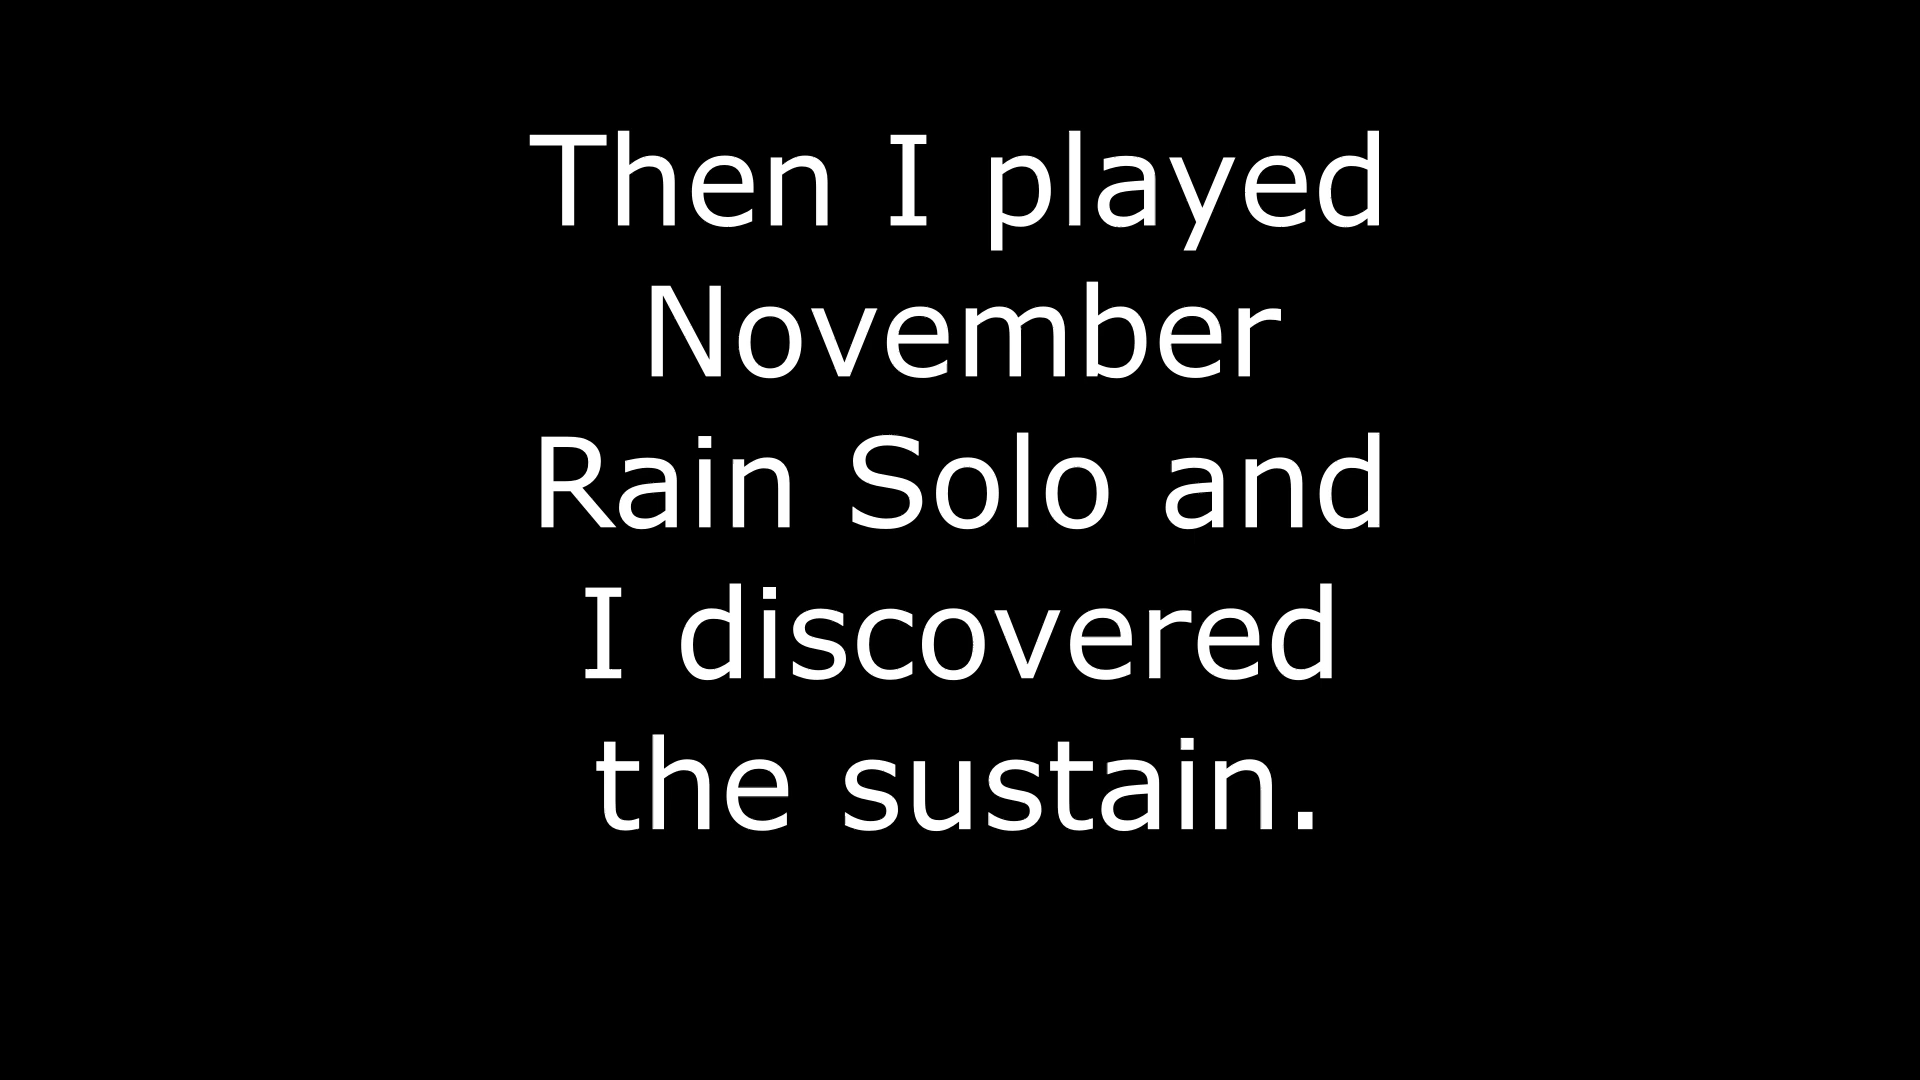 Then I played
November
Rain Solo and
I discovered
the sustain.